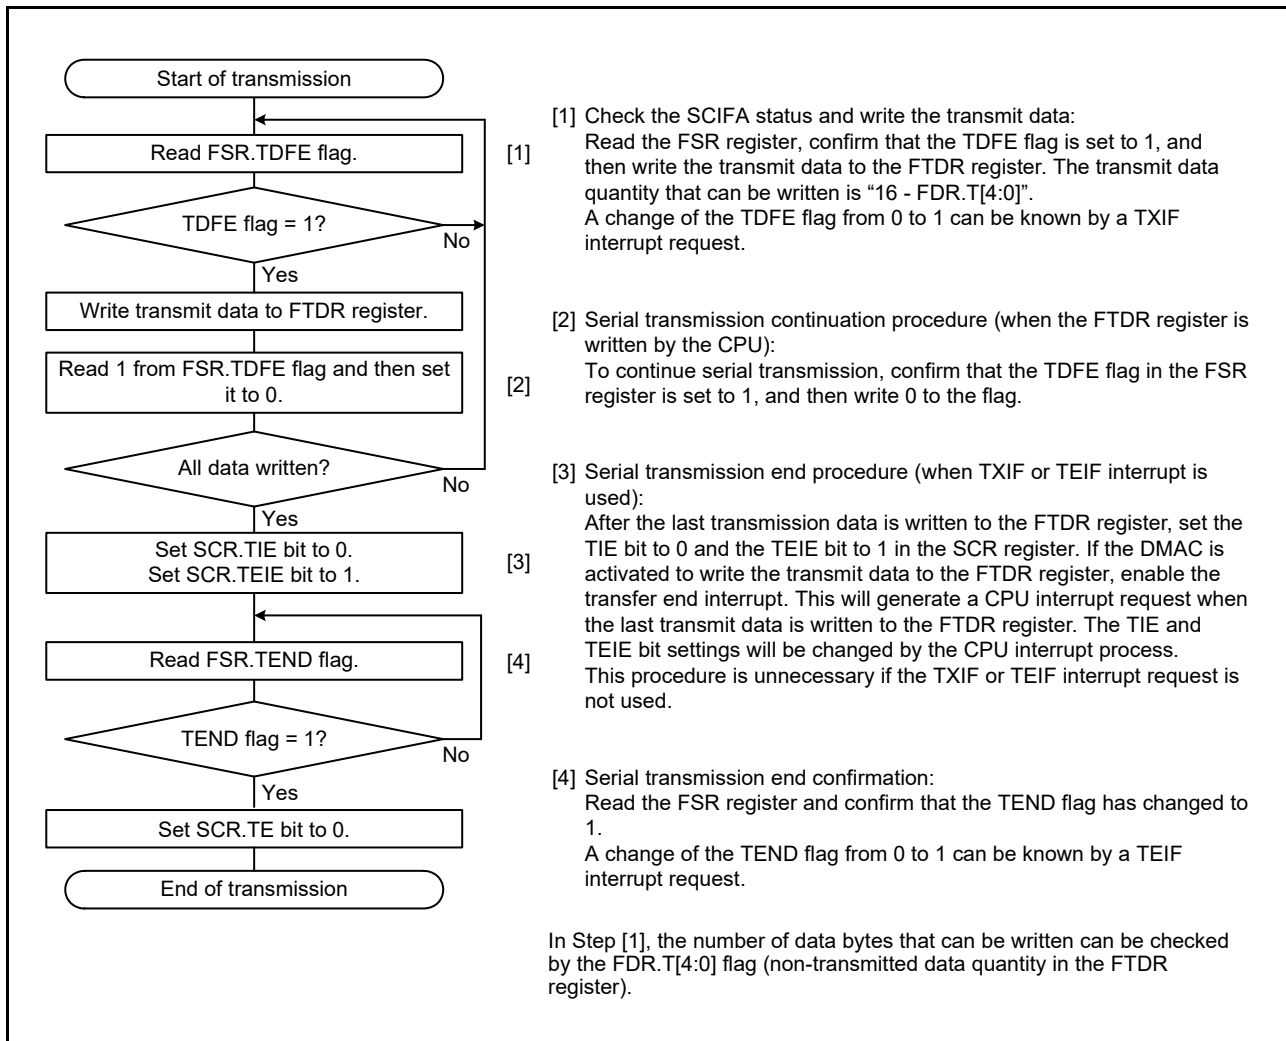 Start of transmission
Read FSR.TDFE flag.
[1]
TDFE flag = 1?
No
Yes
Write transmit data to FTDR register.
Read 1 from FSR.TDFE flag and then set
it to 0.
[2]
All data written?
No
Yes
Set SCR.TIE bit to 0.
Set SCR.TEIE bit to 1.
[3]
Read FSR.TEND flag.
[4]
TEND flag = 1?
No
Yes
Set SCR.TE bit to 0.
End of transmission
[1] Check the SCIFA status and write the transmit data:
Read the FSR register, confirm that the TDFE flag is set to 1, and
then write the transmit data to the FTDR register. The transmit data
quantity that can be written is “16 - FDR.T[4:0]”.
A change of the TDFE flag from 0 to 1 can be known by a TXIF
interrupt request.
[2] Serial transmission continuation procedure (when the FTDR register is
written by the CPU):
To continue serial transmission, confirm that the TDFE flag in the FSR
register is set to 1, and then write 0 to the flag.
[3] Serial transmission end procedure (when TXIF or TEIF interrupt is
used):
After the last transmission data is written to the FTDR register, set the
TIE bit to 0 and the TEIE bit to 1 in the SCR register. If the DMAC is
activated to write the transmit data to the FTDR register, enable the
transfer end interrupt. This will generate a CPU interrupt request when
the last transmit data is written to the FTDR register. The TIE and
TEIE bit settings will be changed by the CPU interrupt process.
This procedure is unnecessary if the TXIF or TEIF interrupt request is
not used.
[4] Serial transmission end confirmation:
Read the FSR register and confirm that the TEND flag has changed to
1.
A change of the TEND flag from 0 to 1 can be known by a TEIF
interrupt request.
In Step [1], the number of data bytes that can be written can be checked
by the FDR.T[4:0] flag (non-transmitted data quantity in the FTDR
register).